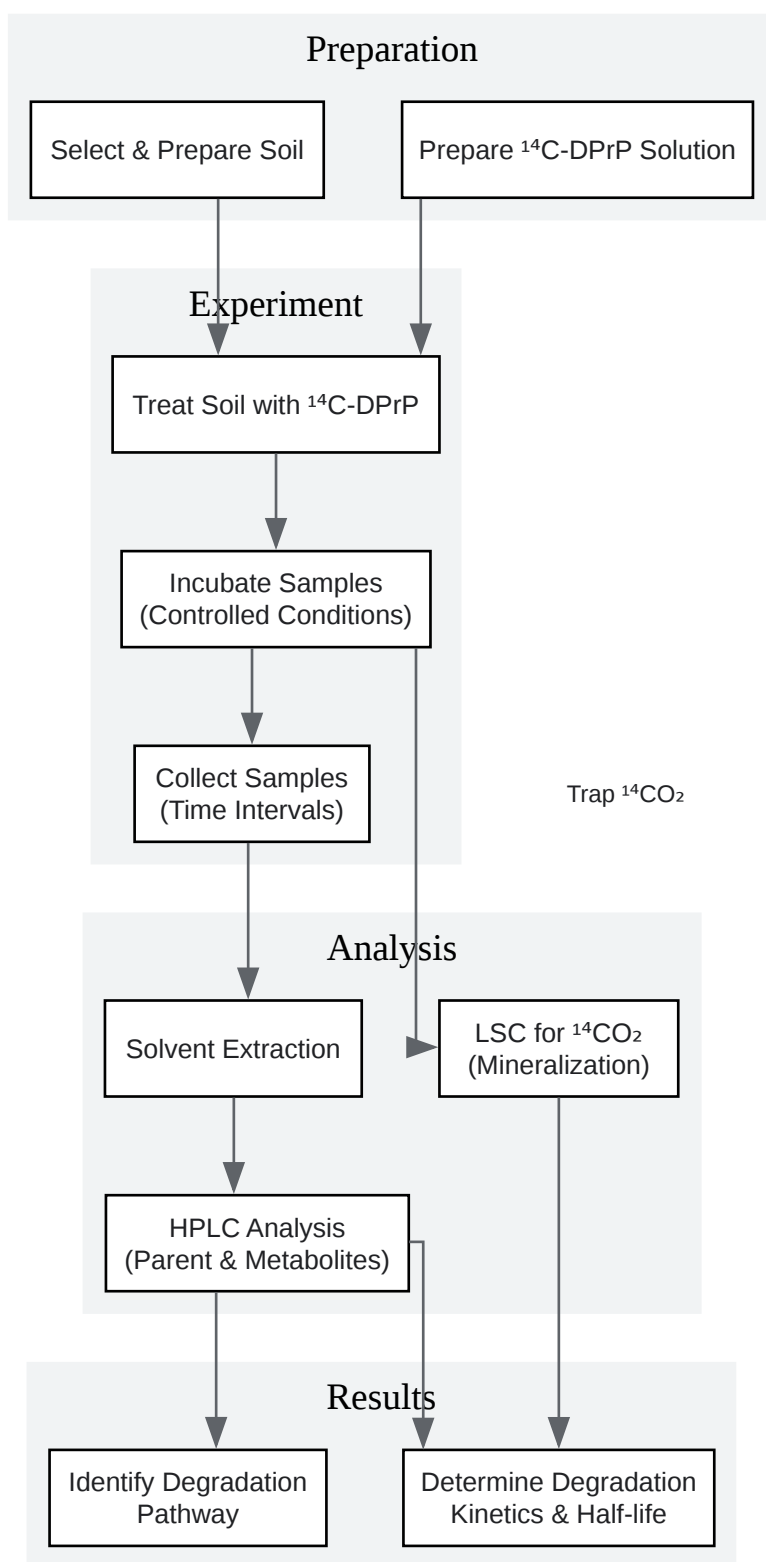 Preparation
Select & Prepare Soil
Prepare ¹⁴C-DPrP Solution
Experiment
Treat Soil with ¹⁴C-DPrP
Incubate Samples
(Controlled Conditions)
Collect Samples
(Time Intervals)
Trap ¹⁴CO₂
Analysis
Solvent Extraction
LSC for ¹⁴CO₂
(Mineralization)
HPLC Analysis
(Parent & Metabolites)
Results
Identify Degradation
Pathway
Determine Degradation
Kinetics & Half-life